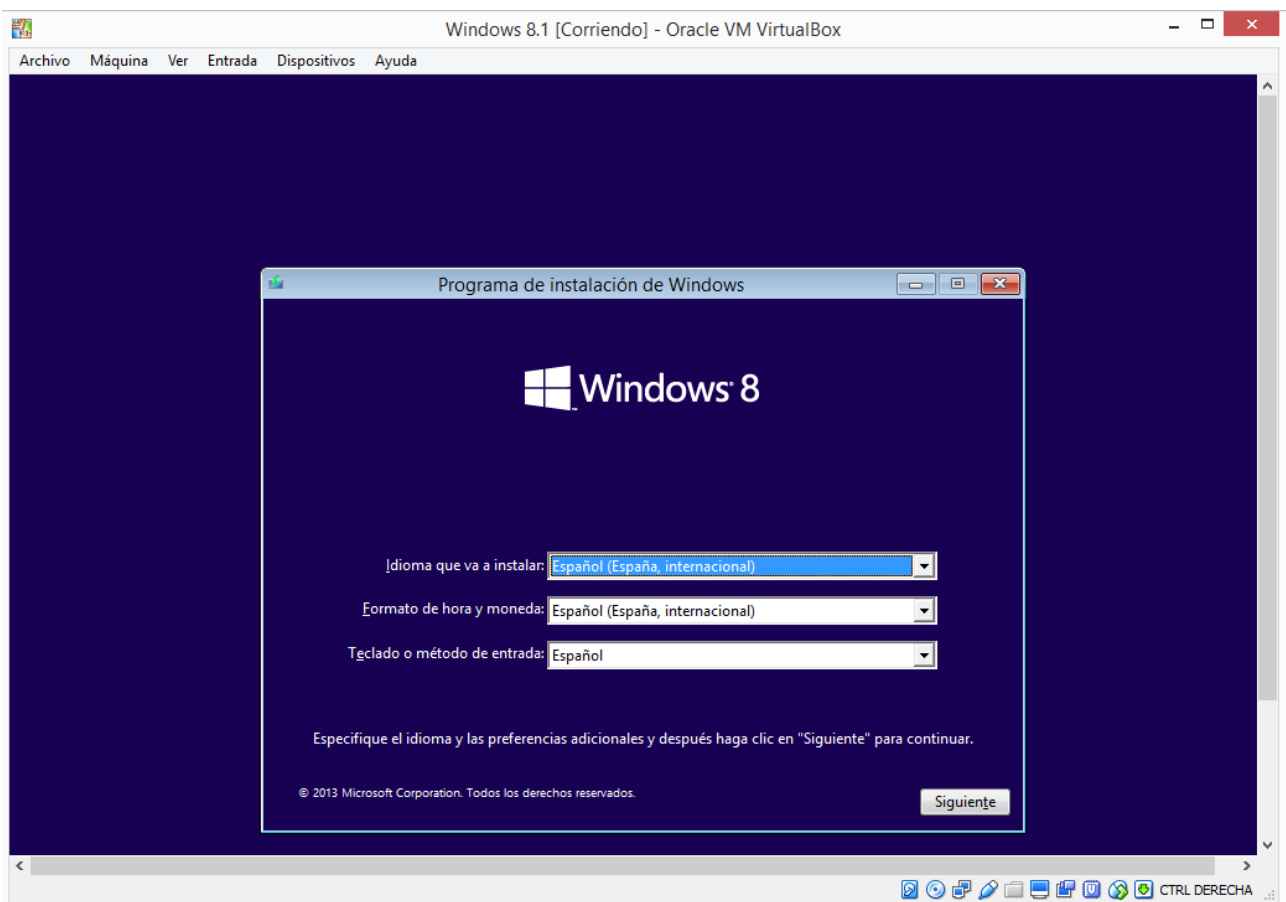 Windows 8.1 [Corriendo] - Oracle VM VirtualBox
Archivo Máquina Ver Entrada Dispositivos Ayuda
Programa de instalación de Windows
Windows 8
Idioma que va a instalar: Español (España, internacional)
Formato de hora y moneda: Español (España, internacional)
Teclado o método de entrada: Español
Especifique el idioma y las preferencias adicionales y después haga clic en "Siguiente" para continuar.
© 2013 Microsoft Corporation. Todos los derechos reservados.
Siguiente
CTRL DERECHA